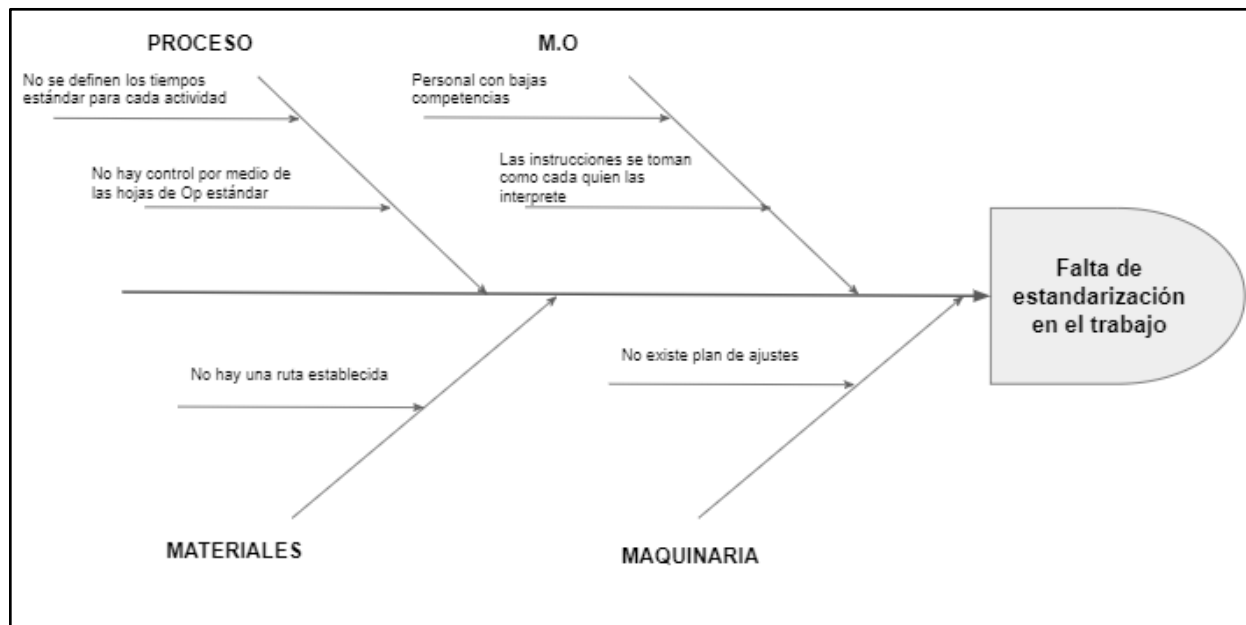 PROCESO
No se definen los tiempos
estándar para cada actividad
No hay control por medio de
las hojas de Op estándar
M.O
Personal con bajas
competencias
Las instrucciones se toman
como cada quien las
interprete
Falta de
estandarización
en el trabajo
No hay una ruta establecida
MATERIALES
No existe plan de ajustes
MAQUINARIA